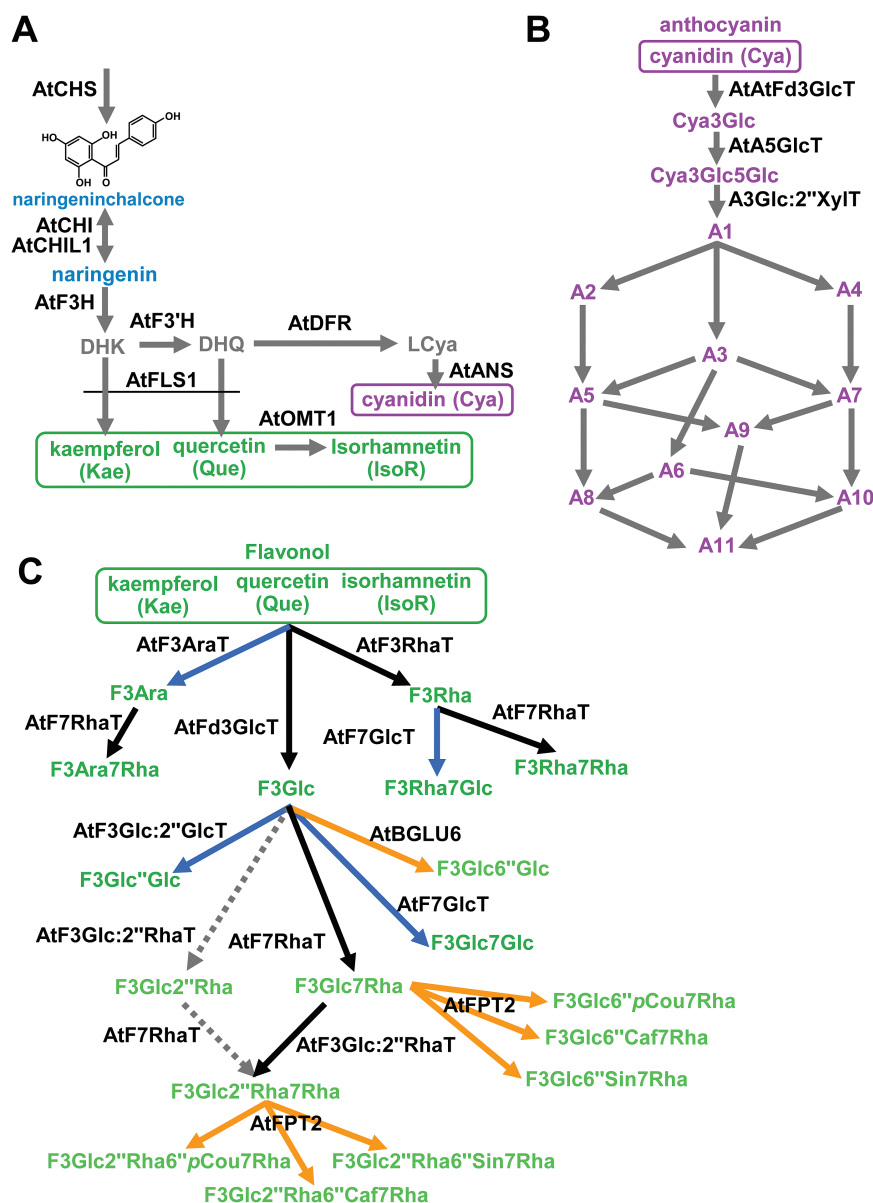 A
AtCHS
OH
HO
OH
OH
O
naringeninchalcone
AtCHI
AtCHIL1
naringenin
AtF3H
AtF3'H
AtDFR
DHK
DHQ
LCya
AtFLS1
AtANS
cyanidin (Cya)
AtOMT1
kaempferol
(Kae)
quercetin
(Que)
Isorhamnetin
(IsoR)
B
anthocyanin
cyanidin (Cya)
AtAtFd3GlcT
Cya3Glc
AtA5GlcT
Cya3Glc5Glc
A3Glc:2"XylT
A1
A2
A4
A3
A5
A7
A9
A6
A8
A10
A11
C
Flavonol
kaempferol
(Kae)
quercetin
(Que)
isorhamnetin
(IsoR)
AtF3AraT
AtF3RhaT
F3Ara
F3Rha
AtF7RhaT
AtFd3GlcT
AtF7GlcT
AtF7RhaT
F3Ara7Rha
F3Glc
F3Rha7Glc
F3Rha7Rha
AtF3Glc:2"GlcT
AtBGLU6
F3Glc"Glc
F3Glc6"Glc
AtF7GlcT
AtF3Glc:2"RhaT
AtF7RhaT
F3Glc7Glc
F3Glc2"Rha
F3Glc7Rha
AtFPT2
F3Glc6"pCou7Rha
F3Glc6"Caf7Rha
F3Glc6"Sin7Rha
AtF7RhaT
AtF3Glc:2"RhaT
F3Glc2"Rha7Rha
AtFPT2
F3Glc2"Rha6"pCou7Rha
F3Glc2"Rha6"Sin7Rha
F3Glc2"Rha6"Caf7Rha